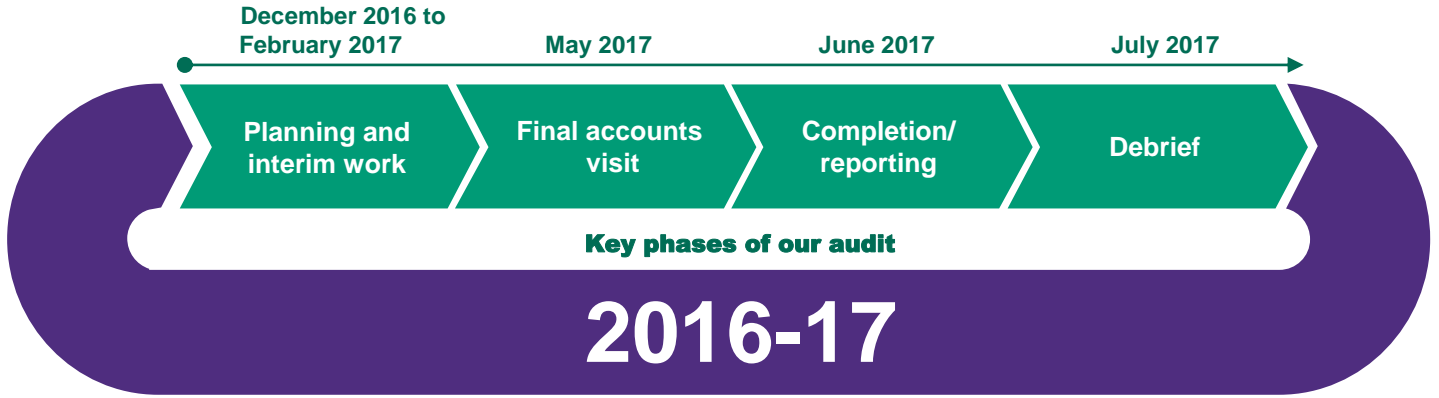 December 2016 to
February 2017
May 2017
June 2017
July 2017
Planning and
interim work
Final accounts
visit
Completion/
reporting
Debrief
Key phases of our audit
2016-17